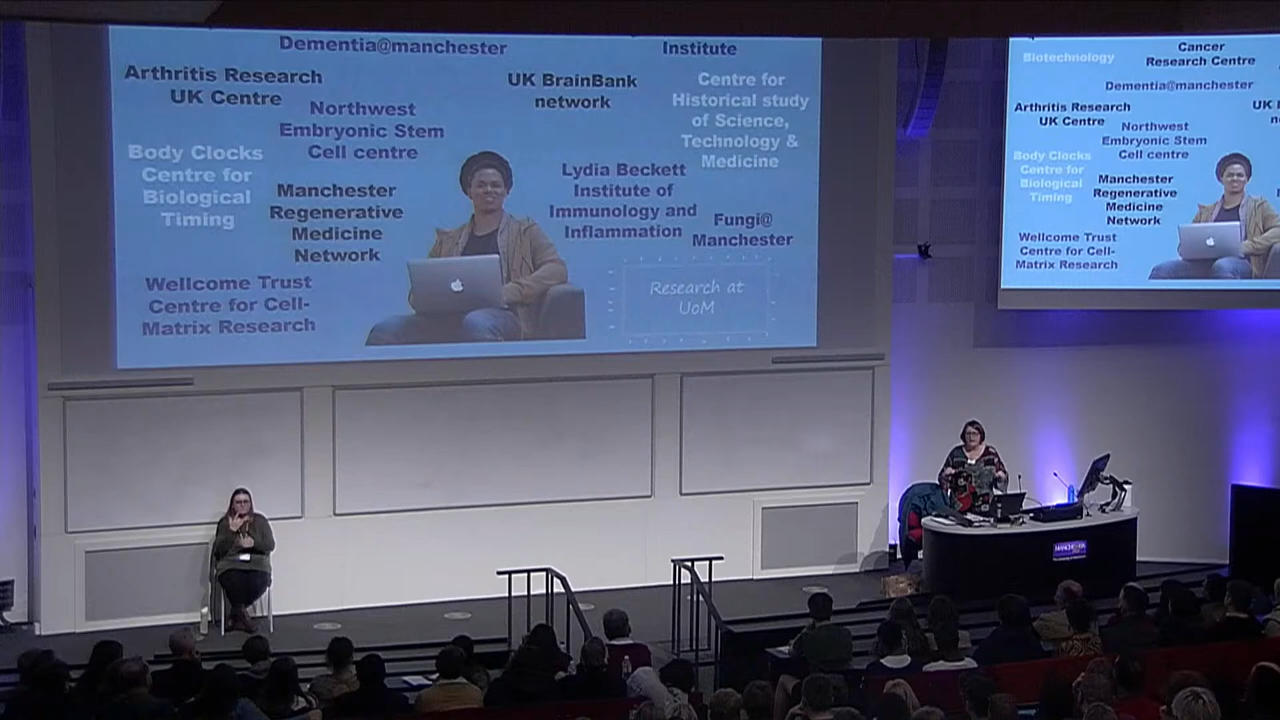 Dementia@manchester
Institute
Arthritis Research
UK Centre
UK BrainBank
network
Centre for
Historical study
of Science,
Technology &
Medicine
Northwest
Embryonic Stem
Cell centre
Body Clocks
Centre for
Biological
Timing
Manchester
Regenerative
Medicine
Network
Lydia Beckett
Institute of
Immunology and
Inflammation
Fungi@
Manchester
Wellcome Trust
Centre for Cell-
Matrix Research
Research at
UoM
Biotechnology
Cancer
Research Centre
Dementia@manchester
Arthritis Research
UK Centre
Northwest
Embryonic Stem
Cell centre
Body Clocks
Centre for
Biological
Timing
Manchester
Regenerative
Medicine
Network
Wellcome Trust
Centre for Cell-
Matrix Research
MANCHESTER